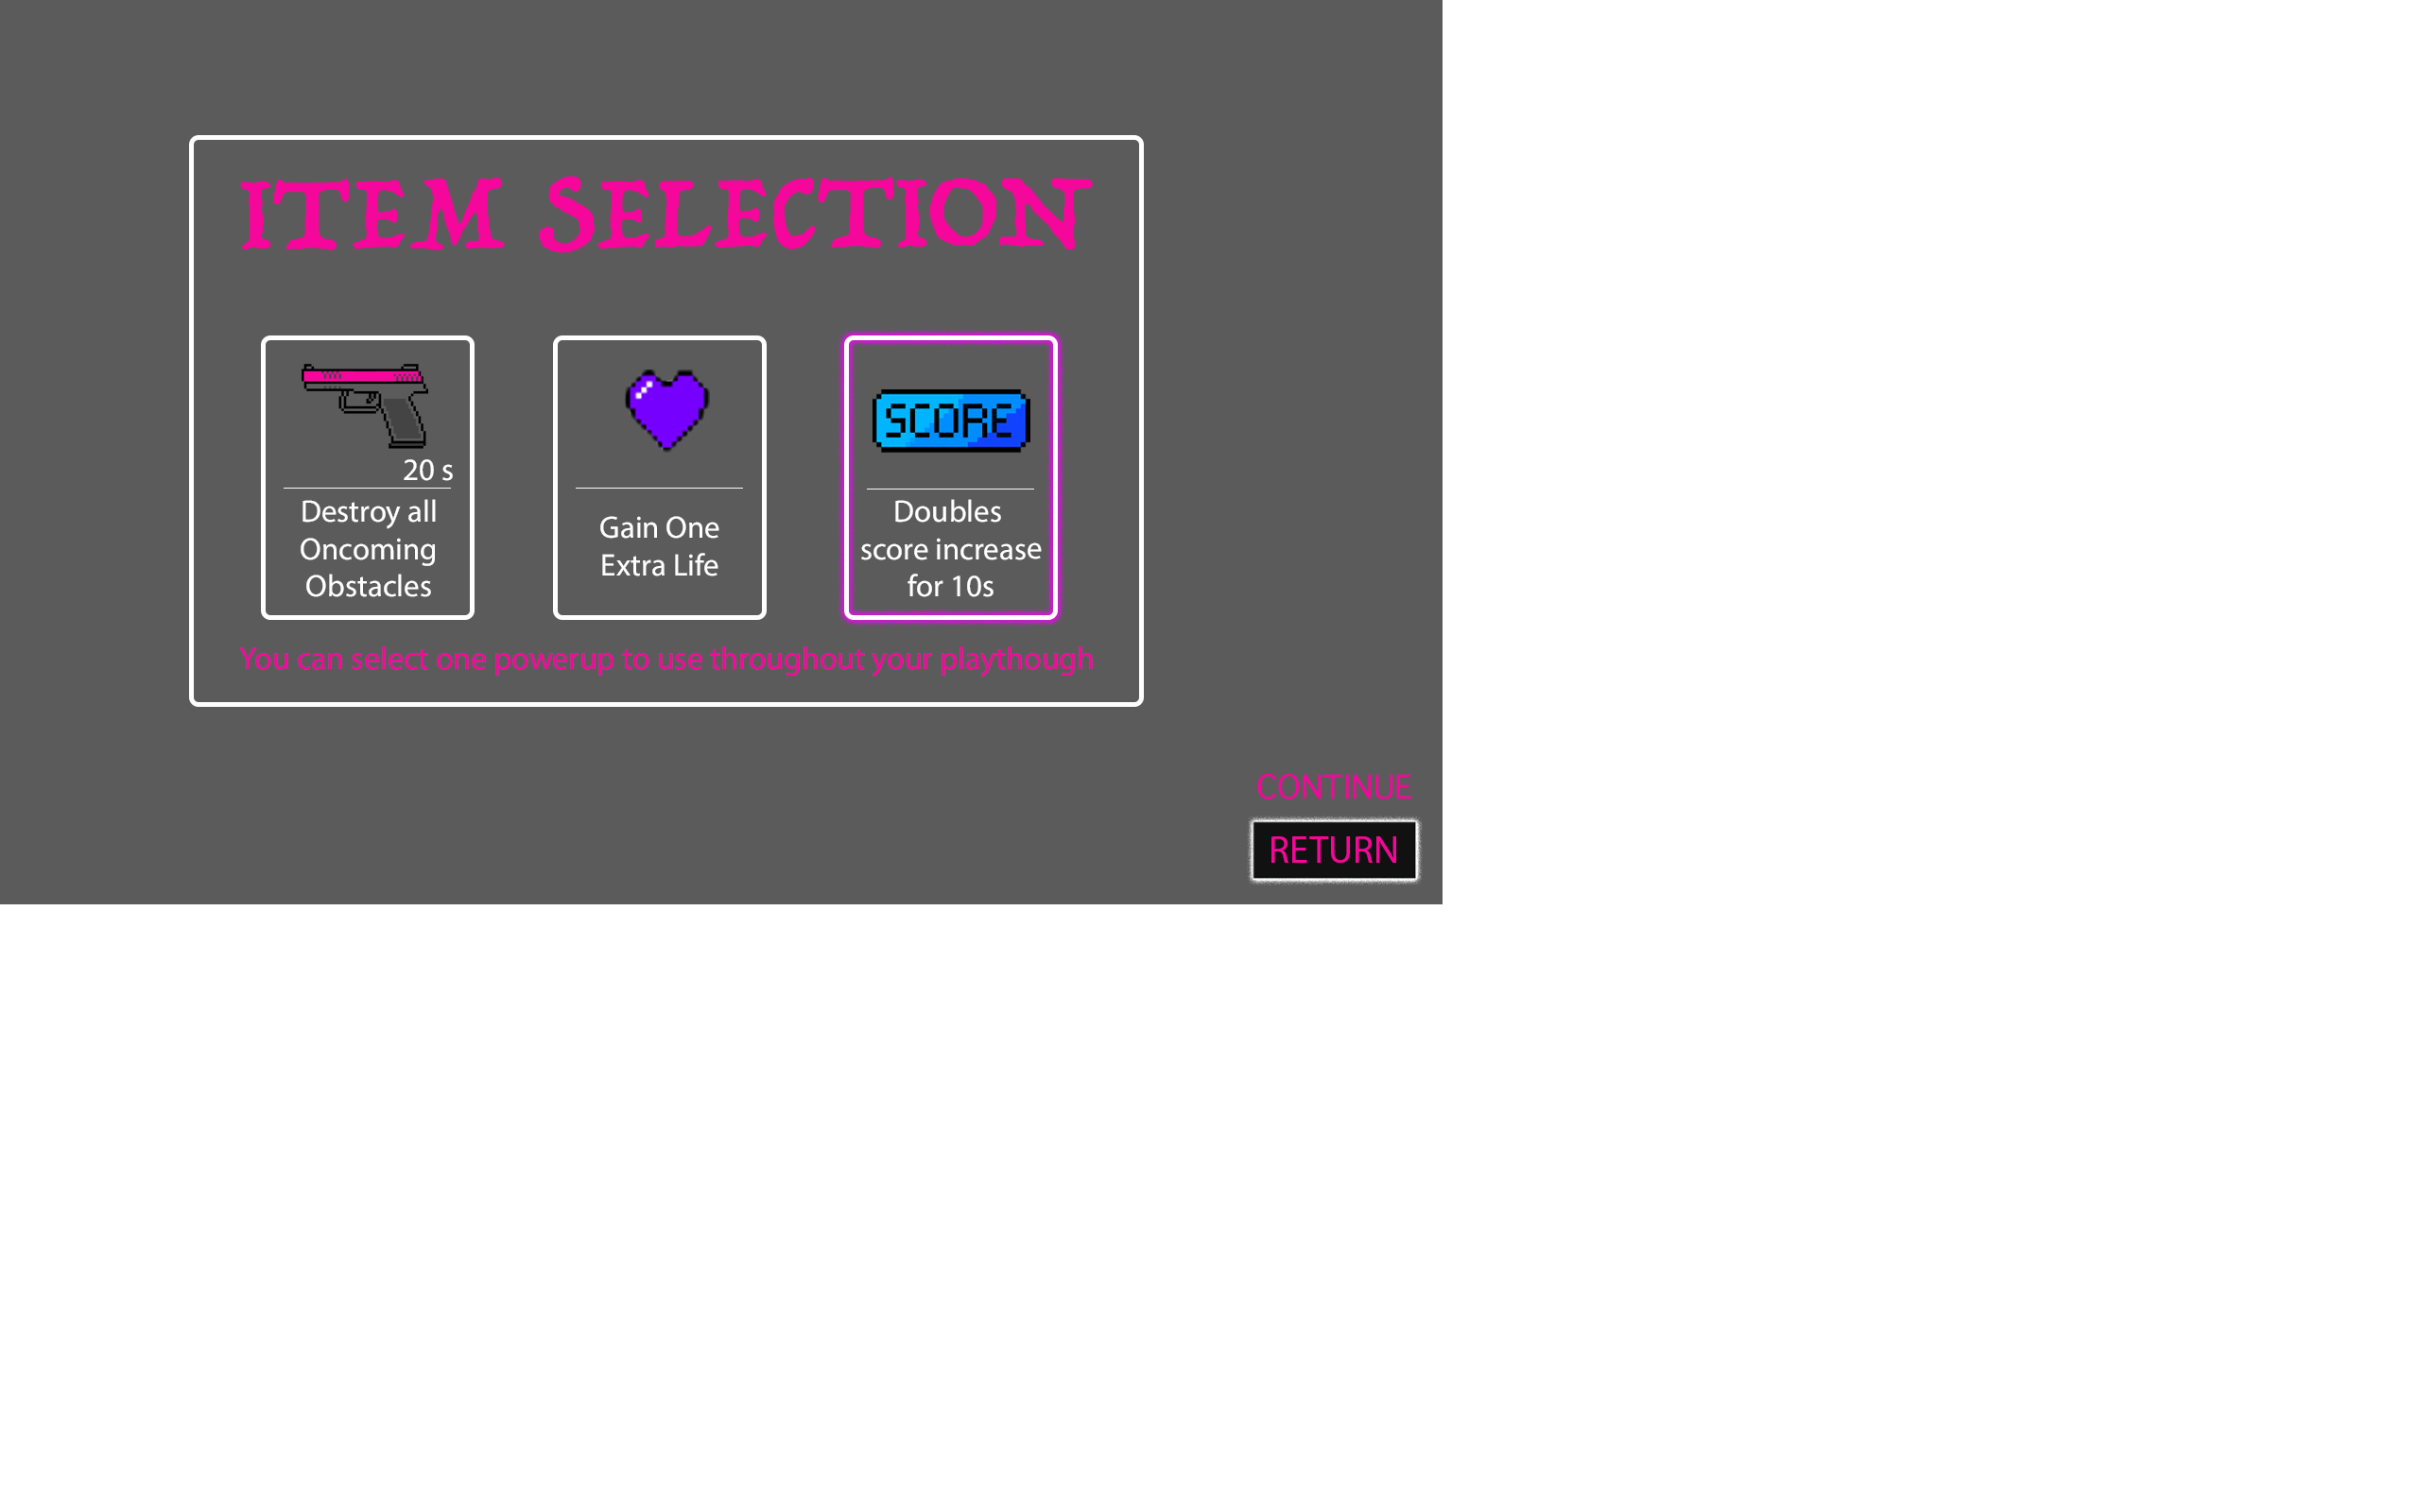 ITEM SELECTION
SCORE
20 s
Destroy all
Oncoming
Obstacles
Gain One
Extra Life
Doubles
score increase
for 10s
You can select one powerup to use throughout your playthough
CONTINUE
RETURN